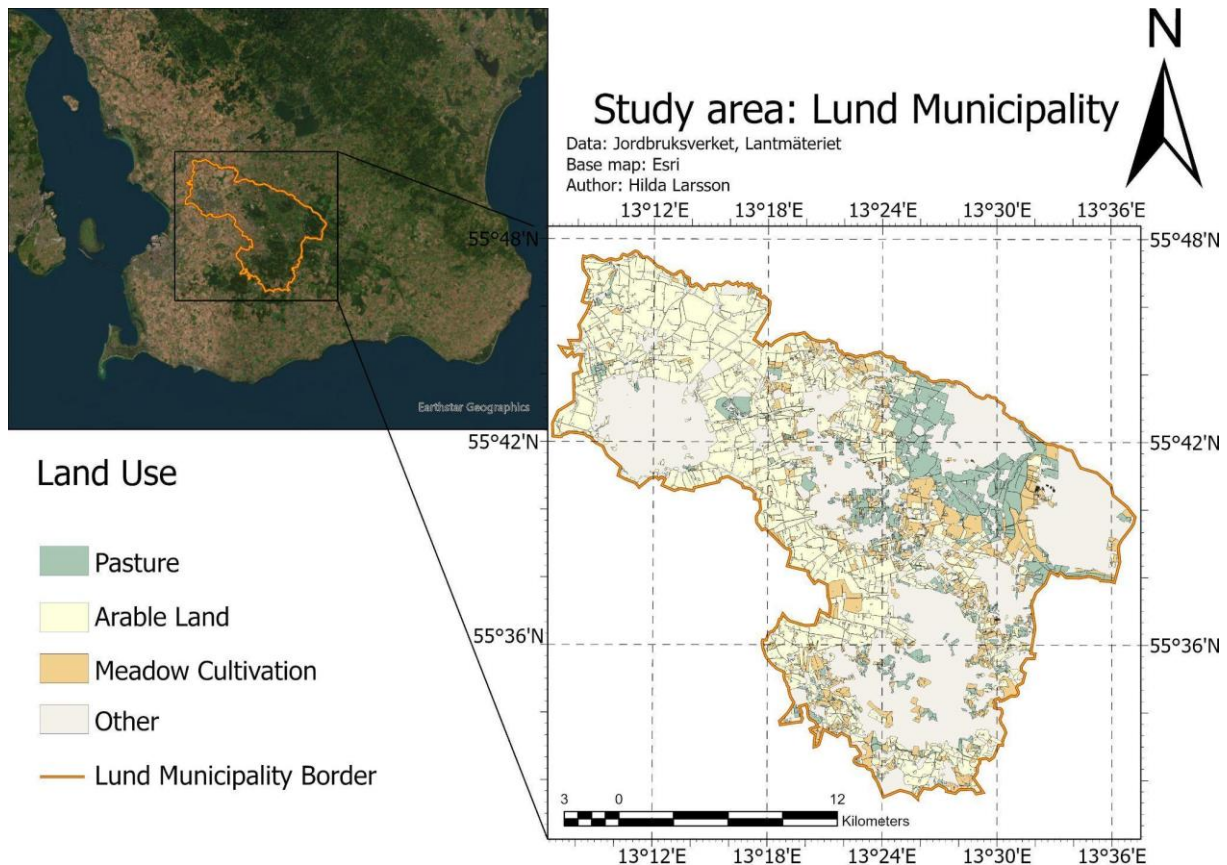 Earthstar Geographics
N
Study area: Lund Municipality
Data: Jordbruksverket, Lantmäteriet
Base map: Esri
Author: Hilda Larsson
13°12'E 13°18'E 13°24'E 13°30'E 13°36'E
55°48'N 55°48'N
55°42'N 55°42'N
55°36'N 55°36'N
3 0 12
Kilometers
13°12'E 13°18'E 13°24'E 13°30'E 13°36'E
Land Use
Pasture
Arable Land
Meadow Cultivation
Other
Lund Municipality Border